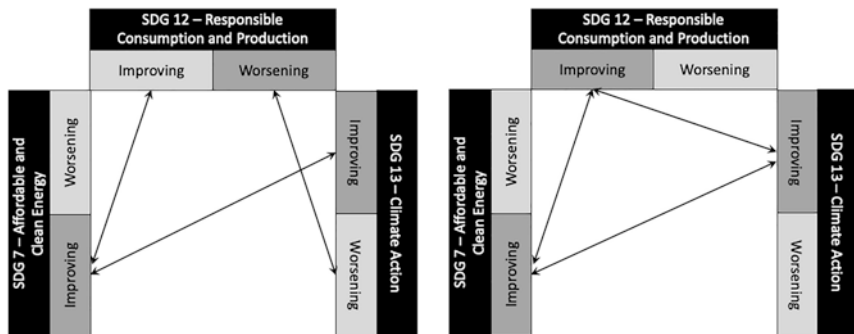 SDG 12 – Responsible
Consumption and Production
Improving
Worsening
SDG 7 – Affordable and
Clean Energy
Worsening
Improving
Improving
Worsening
SDG 13 – Climate Action
SDG 12 – Responsible
Consumption and Production
Improving
Worsening
SDG 7 – Affordable and
Clean Energy
Worsening
Improving
Improving
Worsening
SDG 13 – Climate Action